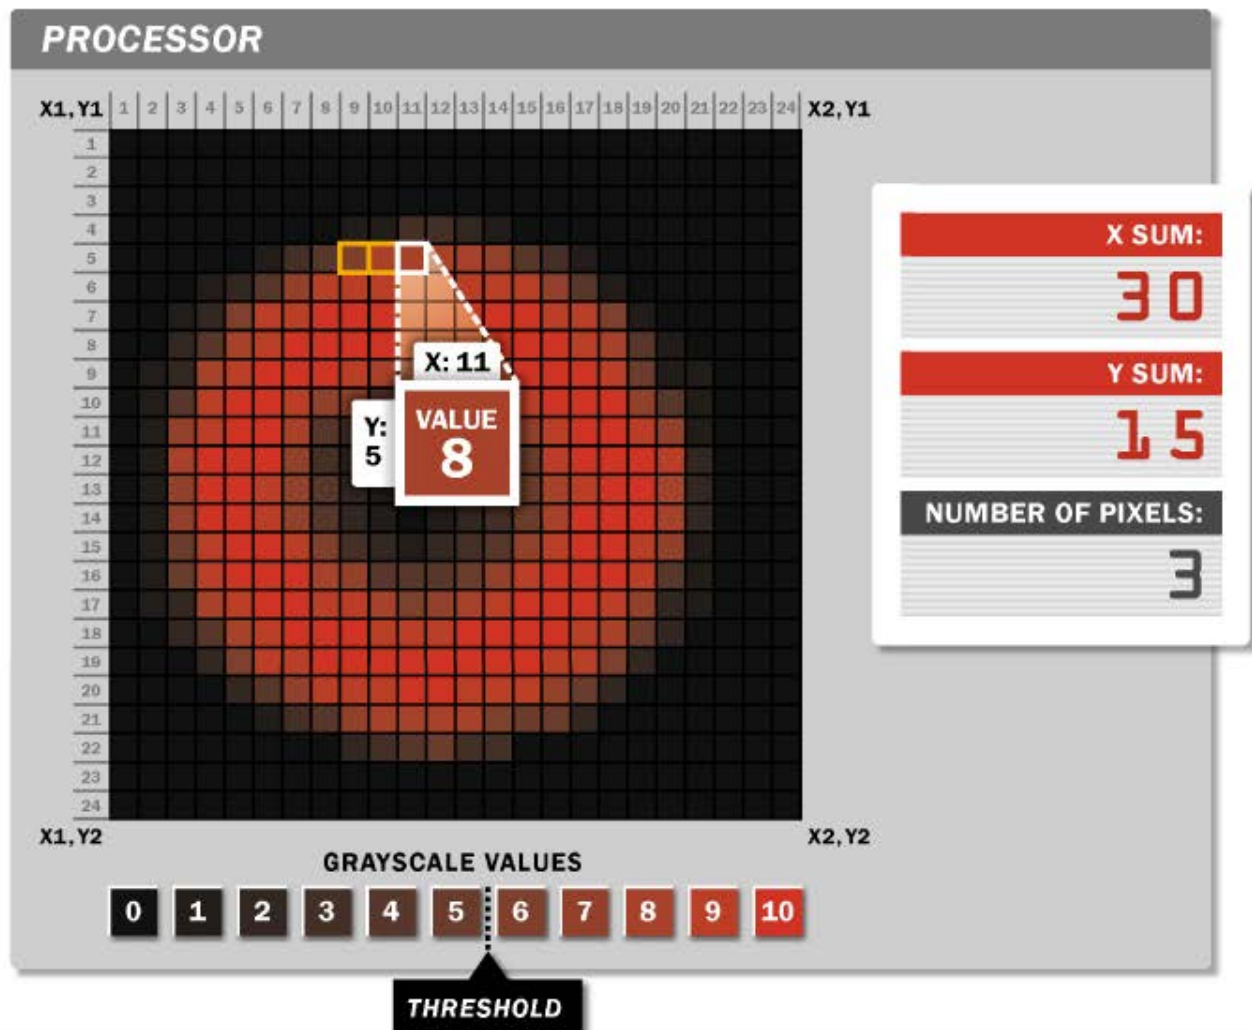 PROCESSOR
X1, Y1 1 2 3 4 5 6 7 8 9 10 11 12 13 14 15 16 17 18 19 20 21 22 23 24 X2, Y1
1
2
3
4
5
6
7
8
9
10
11
12
13
14
15
16
17
18
19
20
21
22
23
24
X: 11
Y:
5
VALUE
8
X SUM:
30
Y SUM:
15
NUMBER OF PIXELS:
3
X1, Y2 X2, Y2
GRAYSCALE VALUES
0 1 2 3 4 5 6 7 8 9 10
THRESHOLD